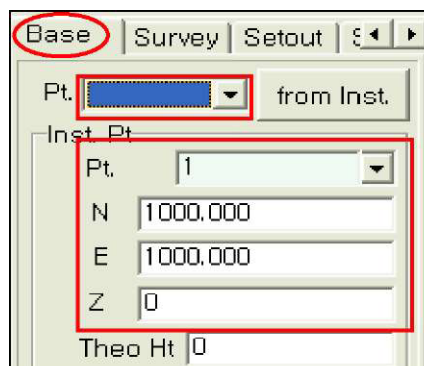 Base Survey Setout
Pt. from Inst.
Inst. Pt
Pt. 1
N 1000.000
E 1000.000
Z 0
Theo Ht 0